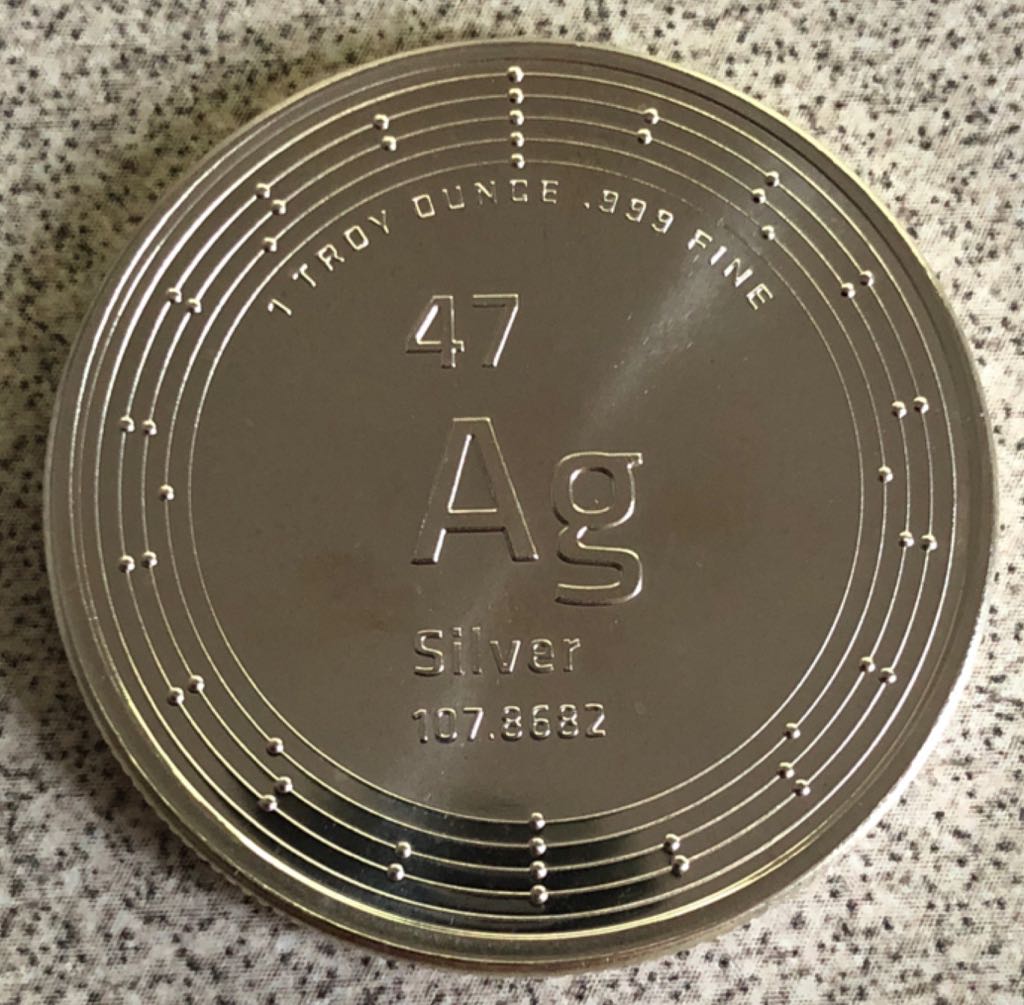 1 TROY OUNCE .999 FINE
47
Ag
Silver
107.8682